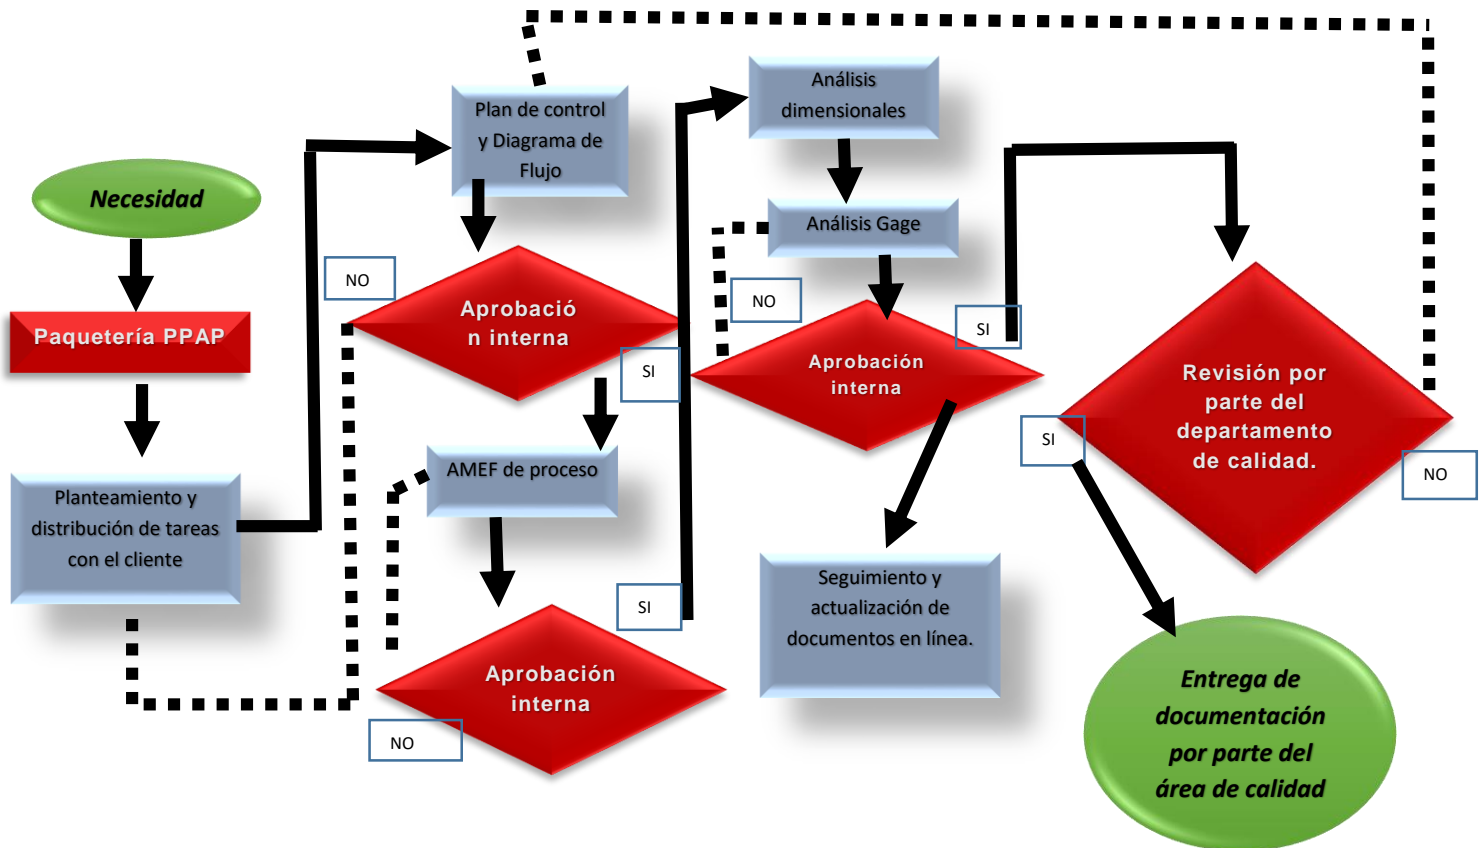 Necesidad
Paquetería PPAP
Planteamiento y
distribución de tareas
con el cliente
Plan de control
y Diagrama de
Flujo
NO
Aprobació
n interna
SI
AMEF de proceso
SI
Aprobación
interna
NO
Análisis
dimensionales
Análisis Gage
NO
SI
Aprobación
interna
Seguimiento y
actualización de
documentos en línea.
Revisión por
parte del
departamento
de calidad.
SI
NO
Entrega de
documentación
por parte del
área de calidad